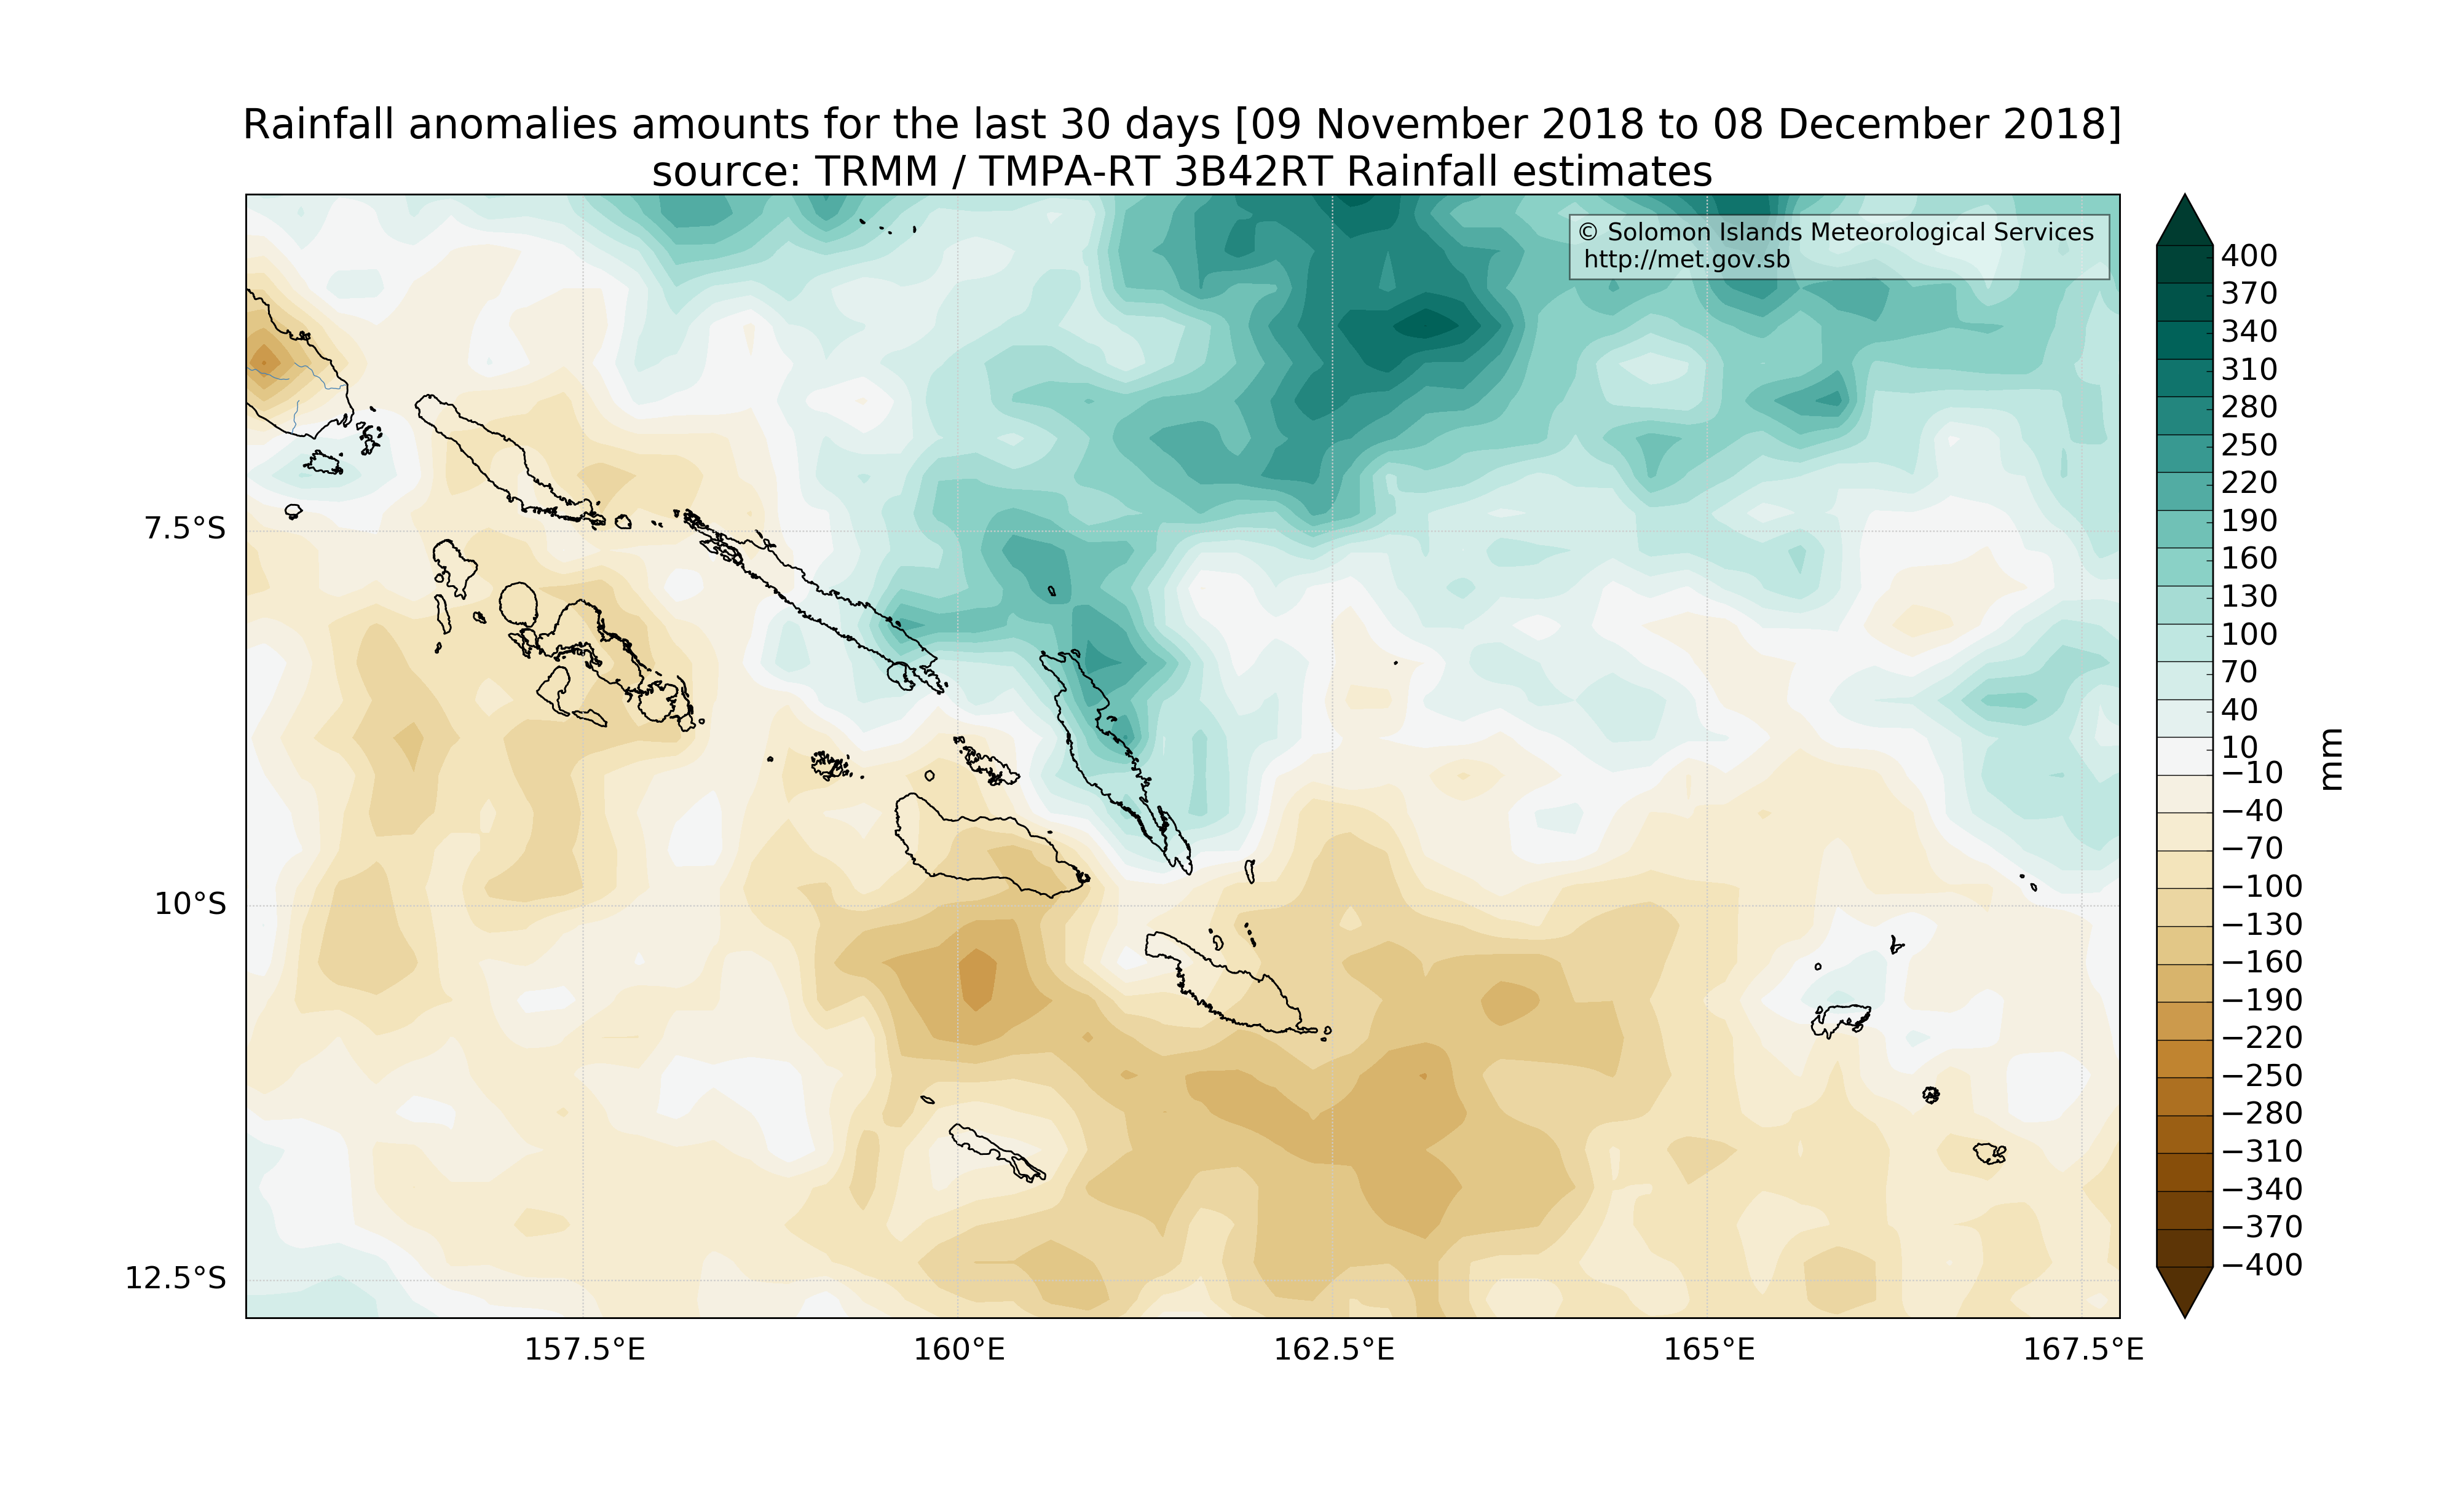 Rainfall anomalies amounts for the last 30 days [09 November 2018 to 08 December 2018]
source: TRMM / TMPA-RT 3B42RT Rainfall estimates
© Solomon Islands Meteorological Services
http://met.gov.sb
7.5°S
10°S
12.5°S
157.5°E
160°E
162.5°E
165°E
167.5°E
400
370
340
310
280
250
220
190
160
130
100
70
40
10
−10
−40
−70
−100
−130
−160
−190
−220
−250
−280
−310
−340
−370
−400
mm